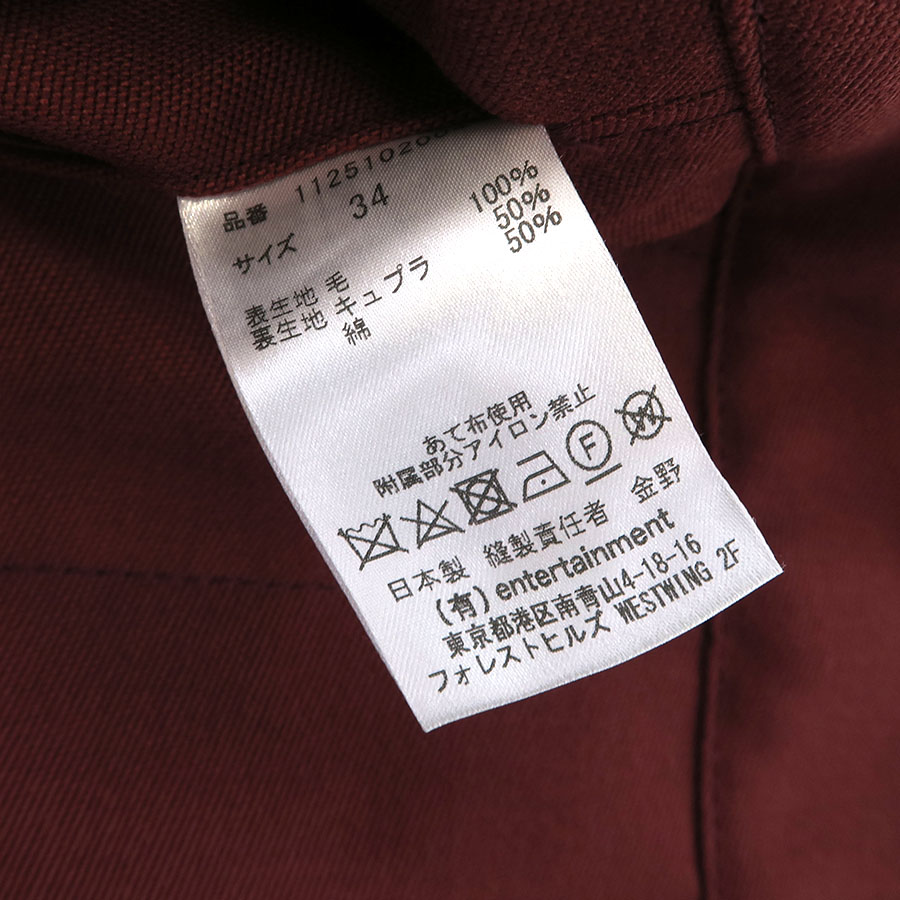 品番 11251020
サイズ 34
表生地 毛 100%
裏生地 キュプラ 50%
綿 50%
あて布使用
附属部分アイロン禁止
F W
日本製 縫製責任者 金野
(有) entertainment
東京都港区南青山4-18-16
フォレストヒルズ WESTWING 2F